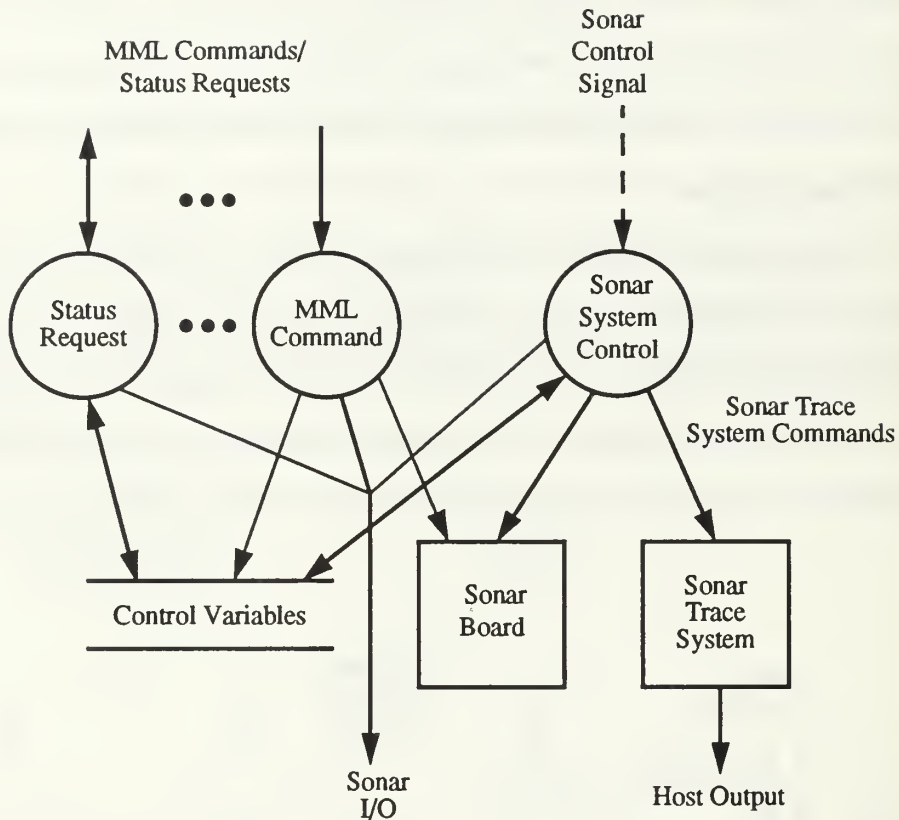 MML Commands/
Status Requests
Sonar
Control
Signal
Status
Request
MML
Command
Sonar
System
Control
Sonar Trace
System Commands
Control Variables
Sonar
Board
Sonar
Trace
System
Sonar
I/O
Host Output